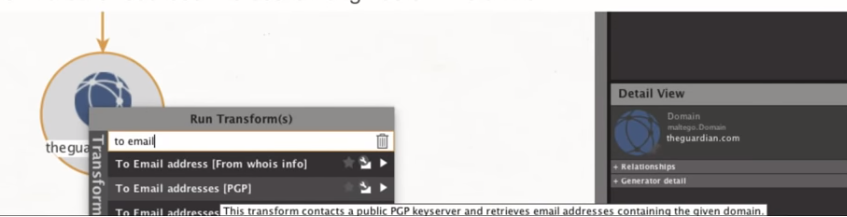 Run Transform(s)
to email
To Email address [From whois info]
To Email addresses [PGP]
To Email addresses
This transform contacts a public PGP keyserver and retrieves email addresses containing the given domain.
Transform
thegua
Detail View
Domain
maltego.Domain
theguardian.com
+ Relationships
+ Generator detail